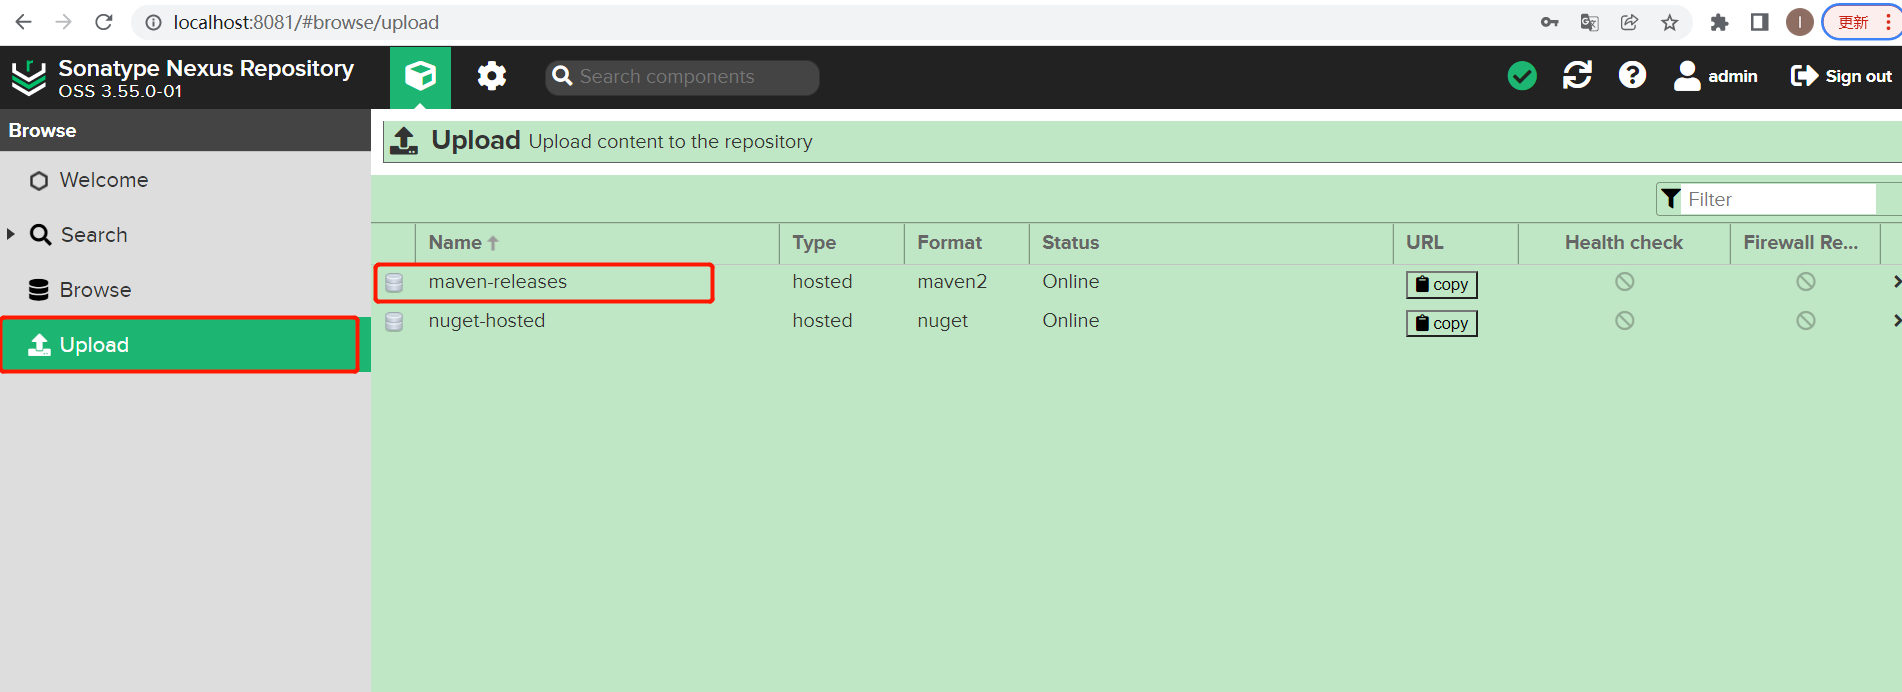 localhost:8081/#browse/upload
更新
Sonatype Nexus Repository
OSS 3.55.0-01
Search components
admin
Sign out
Browse
Welcome
Search
Browse
Upload
Upload Upload content to the repository
Filter
Name Type Format Status URL Health check Firewall Re...
maven-releases hosted maven2 Online copy
nuget-hosted hosted nuget Online copy